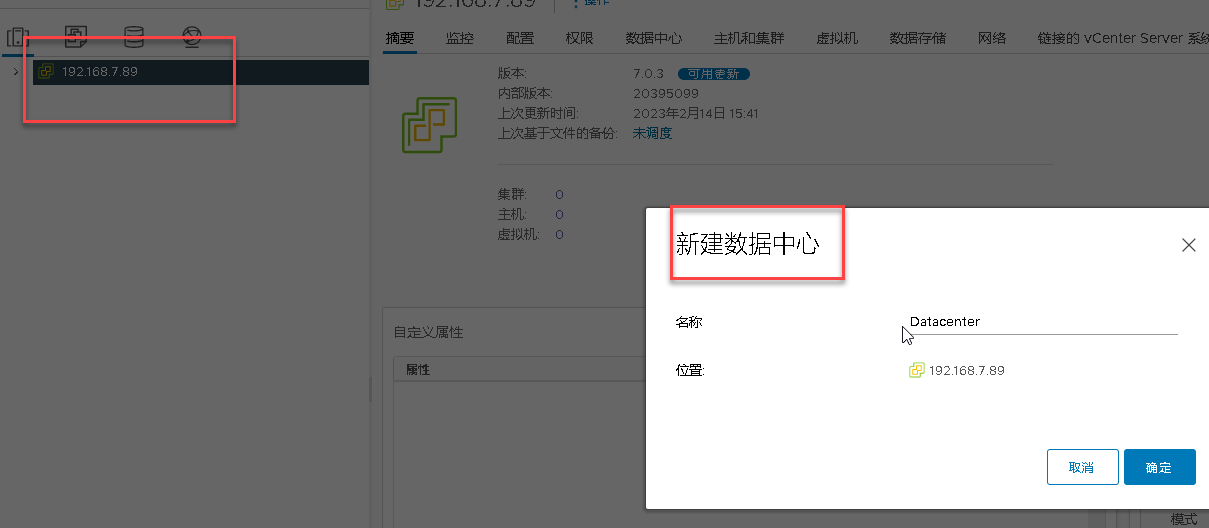 192.168.7.89
操作
摘要 监控 配置 权限 数据中心 主机和集群 虚拟机 数据存储 网络 链接的 vCenter Server 系统
192.168.7.89
版本: 7.0.3 可用更新
内部版本: 20395099
上次更新时间: 2023年2月14日 15:41
上次基于文件的备份: 未调度
集群: 0
主机: 0
虚拟机: 0
自定义属性
属性
新建数据中心
名称 Datacenter
位置: 192.168.7.89
取消 确定
模式